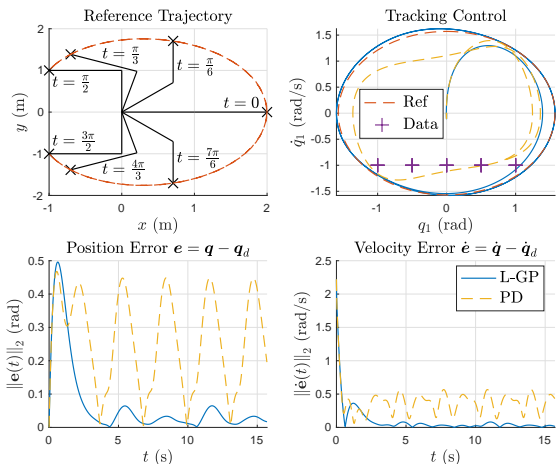 Reference Trajectory
Tracking Control
2
1
0
-1
-2
y (m)
t = π/3
t = π/6
t = π/2
t = 0
t = 3π/2
t = 4π/3
t = 7π/6
-1 0 1 2
x (m)
1.5
1
0.5
0
-0.5
-1
-1.5
q̇₁ (rad/s)
Ref
Data
-1 0 1
q₁ (rad)
Position Error e = q − q_d
Velocity Error ė = q̇ − q̇_d
0.5
0.4
0.3
0.2
0.1
0
‖e(t)‖₂ (rad)
0 5 10 15
t (s)
2.5
2
1.5
1
0.5
0
‖ė(t)‖₂ (rad/s)
L-GP
PD
0 5 10 15
t (s)